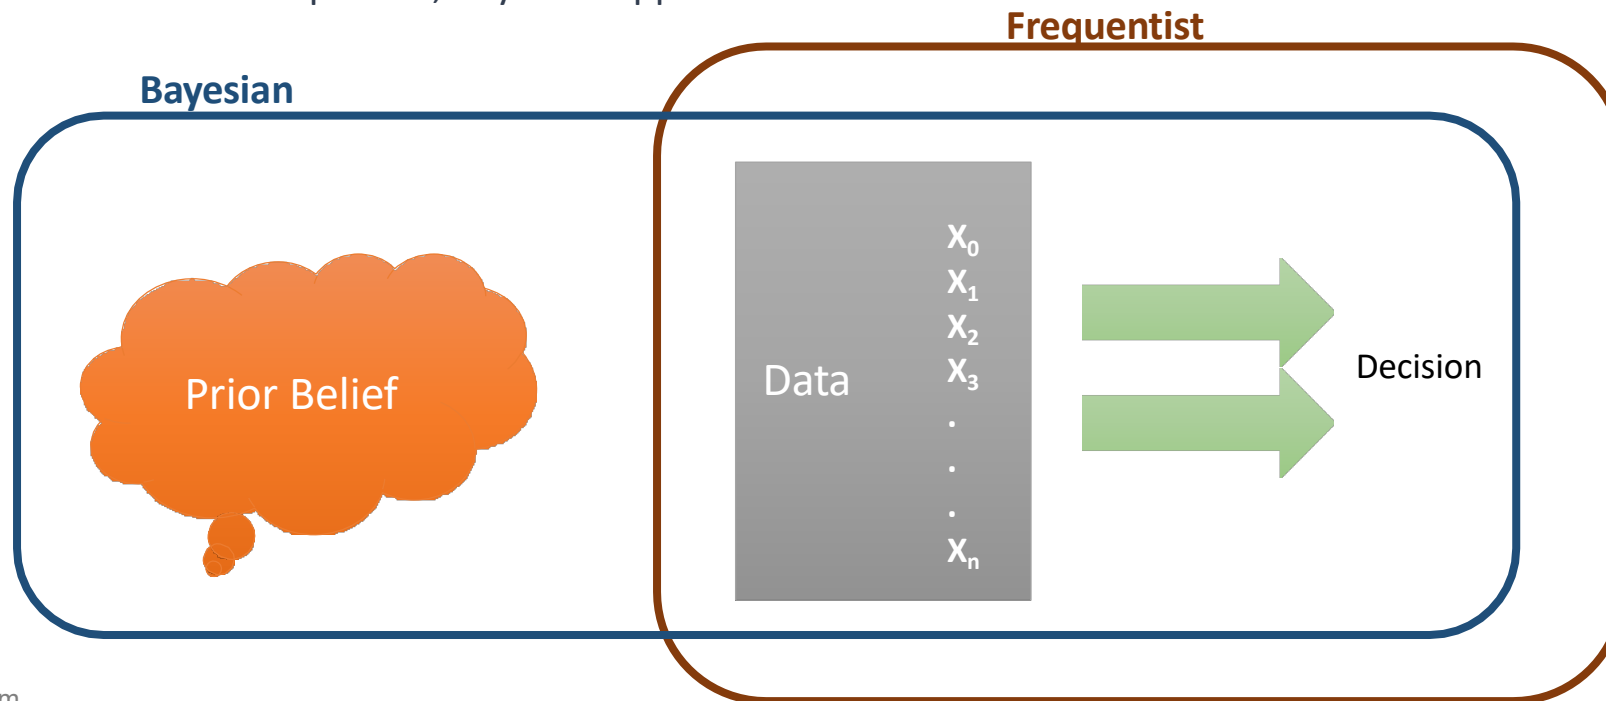 Frequentist
Bayesian
Prior Belief
Data
X₀
X₁
X₂
X₃
.
.
.
Xₙ
Decision